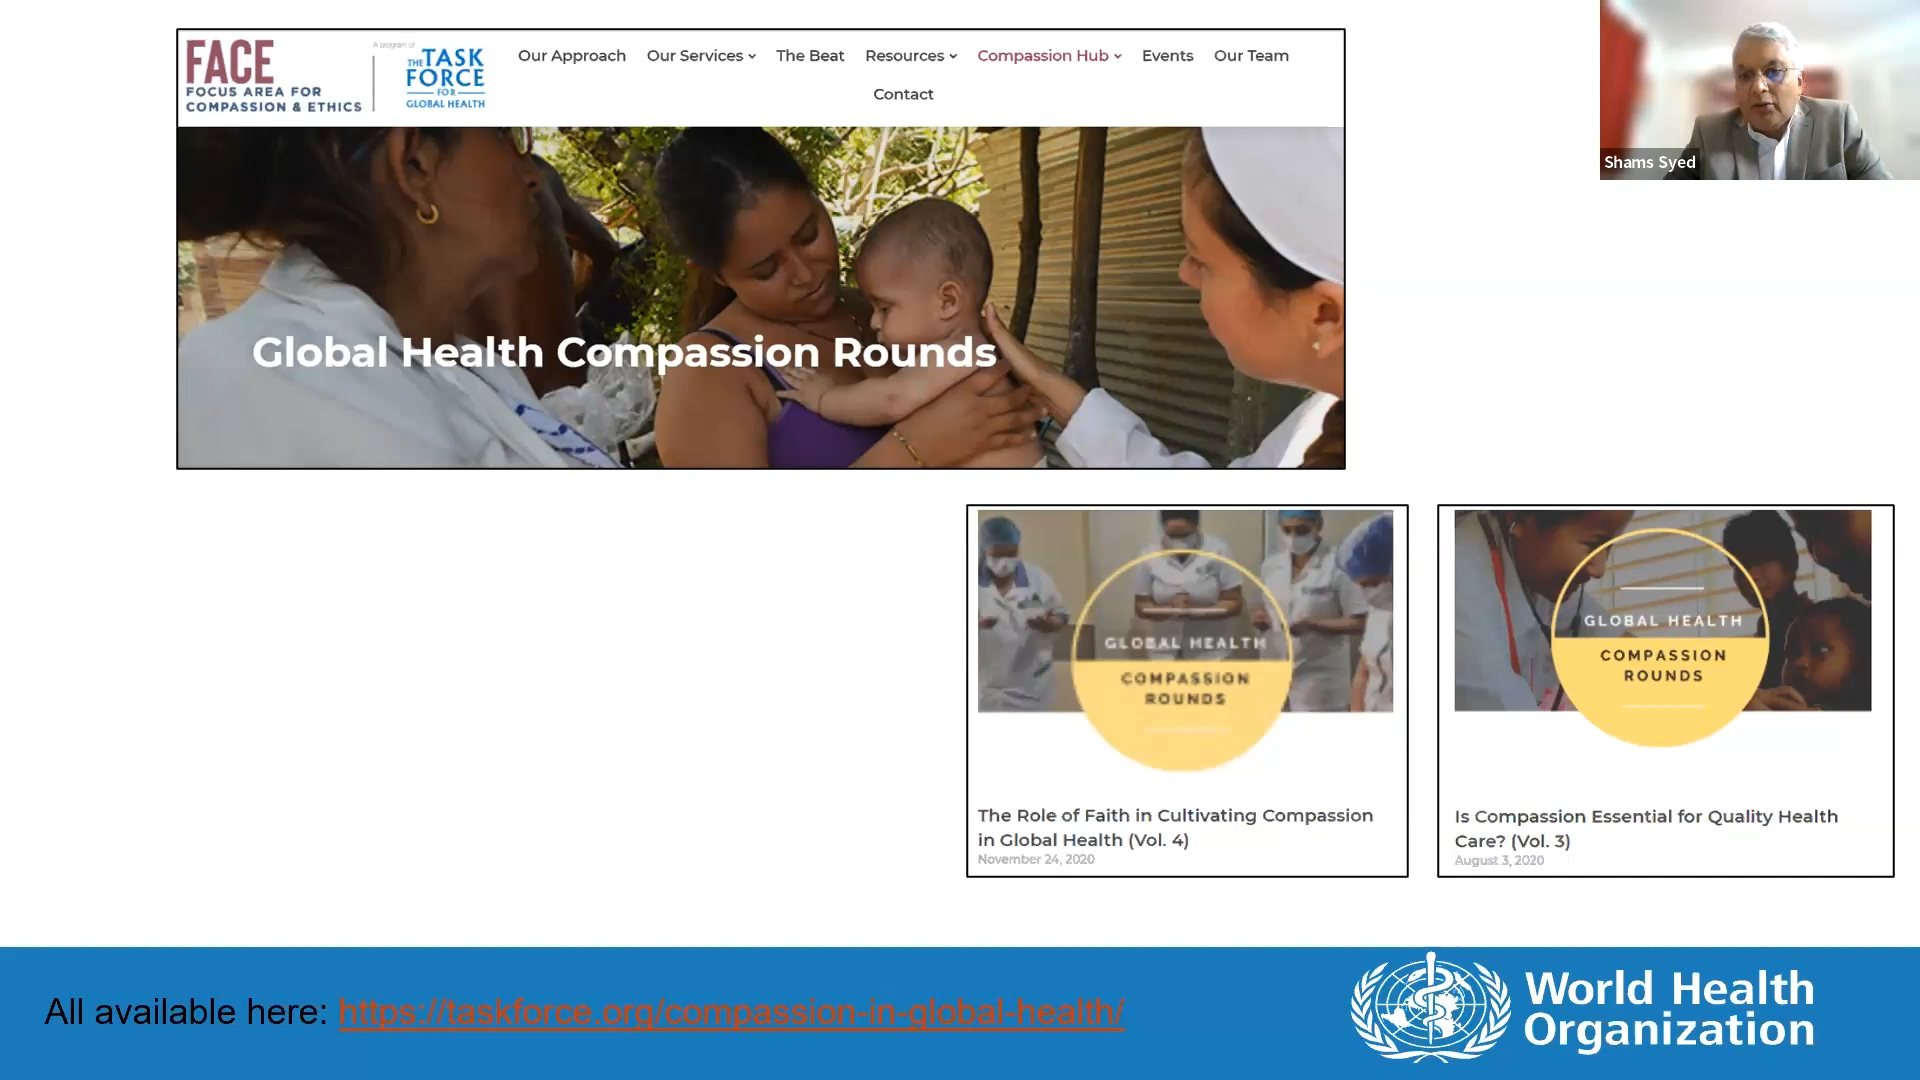 FACE
FOCUS AREA FOR
COMPASSION & ETHICS
A program of
THE TASK
FORCE
FOR
GLOBAL HEALTH
Our Approach
Our Services
The Beat
Resources
Compassion Hub
Events
Our Team
Contact
Shams Syed
Global Health Compassion Rounds
GLOBAL HEALTH
COMPASSION
ROUNDS
The Role of Faith in Cultivating Compassion
in Global Health (Vol. 4)
November 24, 2020
GLOBAL HEALTH
COMPASSION
ROUNDS
Is Compassion Essential for Quality Health
Care? (Vol. 3)
August 3, 2020
All available here: https://taskforce.org/compassion-in-global-health/
World Health
Organization